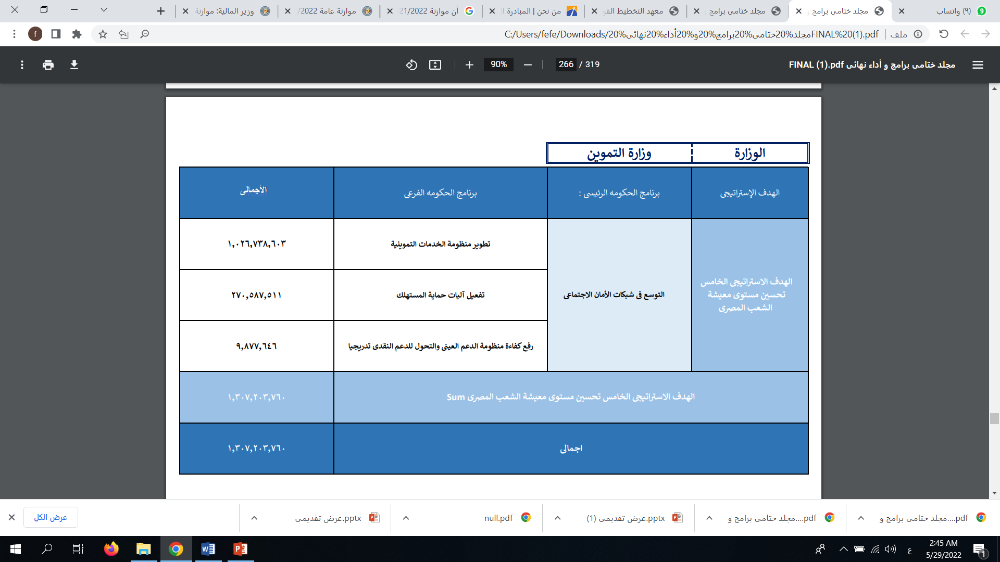 (٩) واتساب
مجلد ختامى برامج و
مجلد ختامى برامج
معهد التخطيط القو
من نحن | المبادرة ال
أن موازنة 21/2022
موازنة عامة 2022/
وزير المالية: موازنة
ملف
C:/Users/fefe/Downloads/مجلد%20ختامى%20برامج%20و%20أداء%20نهائى%20FINAL%20(1).pdf
f
مجلد ختامى برامج و أداء نهائى FINAL (1).pdf
266 / 319
90%
الوزارة
وزارة التموين
الهدف الإستراتيجى
برنامج الحكومه الرئيسى :
برنامج الحكومه الفرعى
الأجمالى
الهدف الاستراتيجى الخامس
تحسين مستوى معيشة
الشعب المصرى
التوسع فى شبكات الأمان الاجتماعى
تطوير منظومة الخدمات التموينية
١,٠٢٦,٧٣٨,٦٠٣
تفعيل آليات حماية المستهلك
٢٧٠,٥٨٧,٥١١
رفع كفاءة منظومة الدعم العينى والتحول للدعم النقدى تدريجيا
٩,٨٧٧,٦٤٦
الهدف الاستراتيجى الخامس تحسين مستوى معيشة الشعب المصرى Sum
١,٣٠٧,٢٠٣,٧٦٠
اجمالى
١,٣٠٧,٢٠٣,٧٦٠
مجلد ختامى برامج و....pdf
مجلد ختامى برامج و....pdf
عرض تقديمى (1).pptx
null.pdf
عرض تقديمى.pptx
عرض الكل
ع
2:45 AM
5/29/2022
1